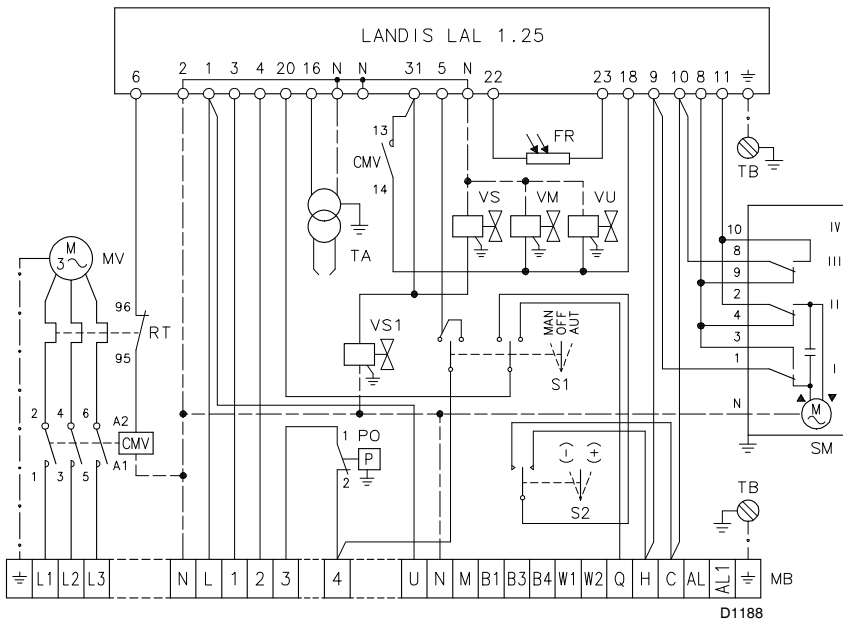 LANDIS LAL 1.25
6 2 1 3 4 20 16 N N 31 5 N 22 23 18 9 10 8 11
13
CMV
14
FR
TB
VS VM VU
TA
M
3
MV
96
RT
95
VS1
MAN
OFF
AUT
S1
10 IV
8 III
9
2 II
4
3
1 I
N
M
SM
2 4 6 A2
CMV
1 3 5 A1
1 PO
P
2
(-) (+)
S2
TB
L1 L2 L3 N L 1 2 3 4 U N M B1 B3 B4 W1 W2 Q H C AL AL1 MB
D1188